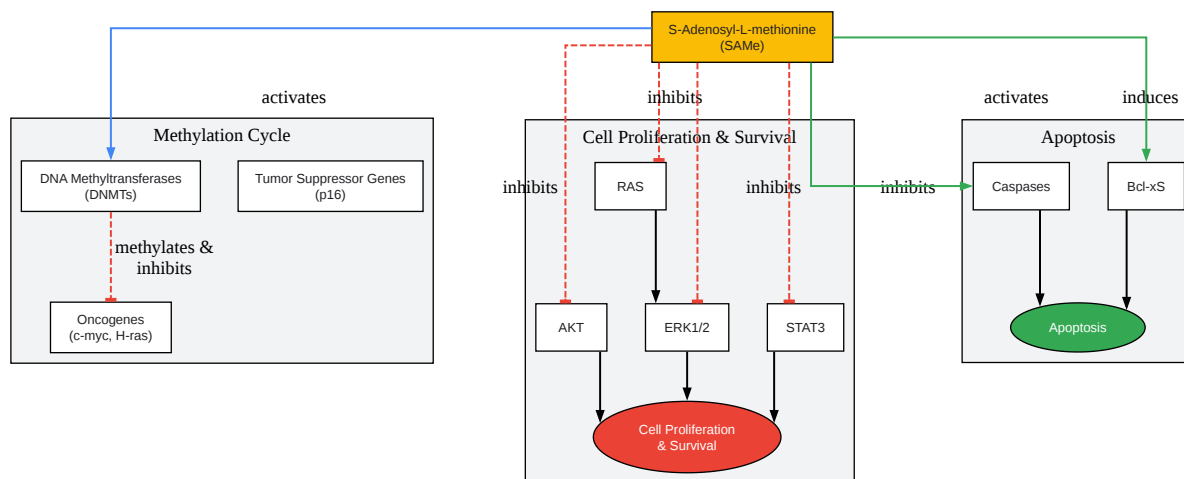 S-Adenosyl-L-methionine
(SAMe)
activates
inhibits
activates
induces
Methylation Cycle
Cell Proliferation & Survival
Apoptosis
DNA Methyltransferases
(DNMTs)
Tumor Suppressor Genes
(p16)
inhibits
RAS
inhibits
inhibits
Caspases
Bcl-xS
methylates &
inhibits
Oncogenes
(c-myc, H-ras)
AKT
ERK1/2
STAT3
Apoptosis
Cell Proliferation
& Survival